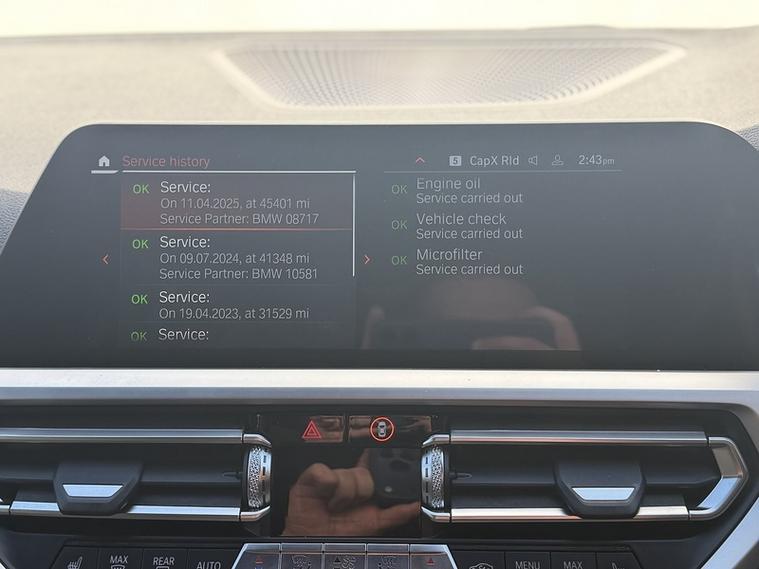 Service history
5 CapX Rld 2:43pm
OK Service:
On 11.04.2025, at 45401 mi
Service Partner: BMW 08717
OK Service:
On 09.07.2024, at 41348 mi
Service Partner: BMW 10581
OK Service:
On 19.04.2023, at 31529 mi
OK Service:
OK Engine oil
Service carried out
OK Vehicle check
Service carried out
OK Microfilter
Service carried out
MAX
REAR
AUTO
MENU
MAX